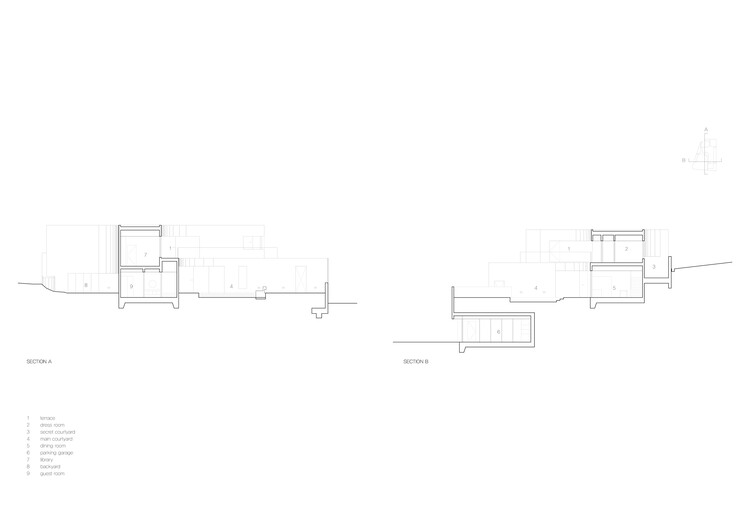 A
B
7
1
8
9
4
1
2
3
4
5
6
SECTION A
SECTION B
1 terrace
2 dress room
3 secret courtyard
4 main courtyard
5 dining room
6 parking garage
7 library
8 backyard
9 guest room